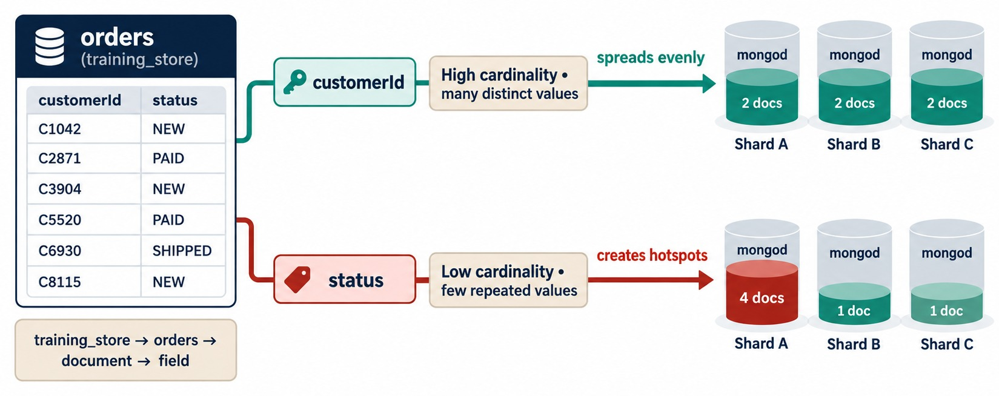 orders
(training_store)
customerId status
C1042 NEW
C2871 PAID
C3904 NEW
C5520 PAID
C6930 SHIPPED
C8115 NEW
training_store → orders →
document → field
customerId
High cardinality •
many distinct values
spreads evenly
mongod mongod mongod
2 docs 2 docs 2 docs
Shard A Shard B Shard C
status
Low cardinality •
few repeated values
creates hotspots
mongod mongod mongod
4 docs 1 doc 1 doc
Shard A Shard B Shard C